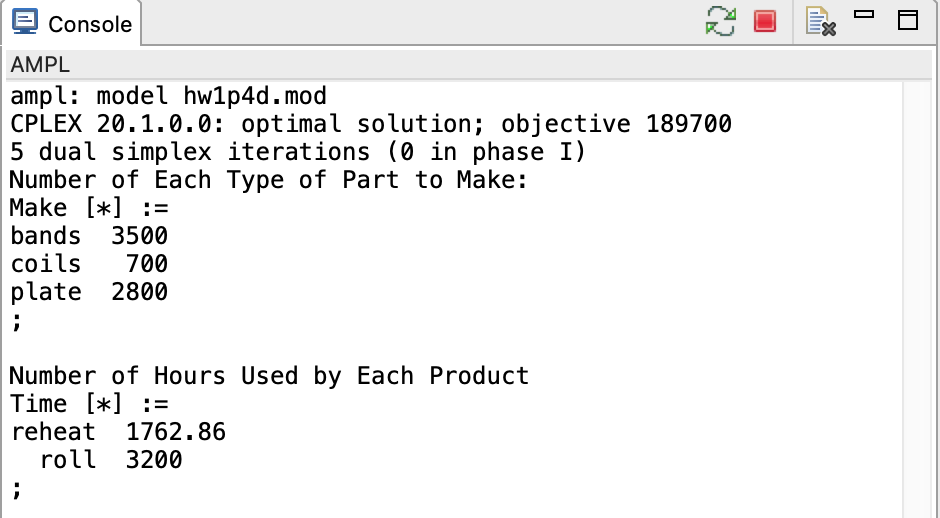 Console
AMPL
ampl: model hw1p4d.mod
CPLEX 20.1.0.0: optimal solution; objective 189700
5 dual simplex iterations (0 in phase I)
Number of Each Type of Part to Make:
Make [*] :=
bands  3500
coils   700
plate  2800
;

Number of Hours Used by Each Product
Time [*] :=
reheat  1762.86
  roll  3200
;